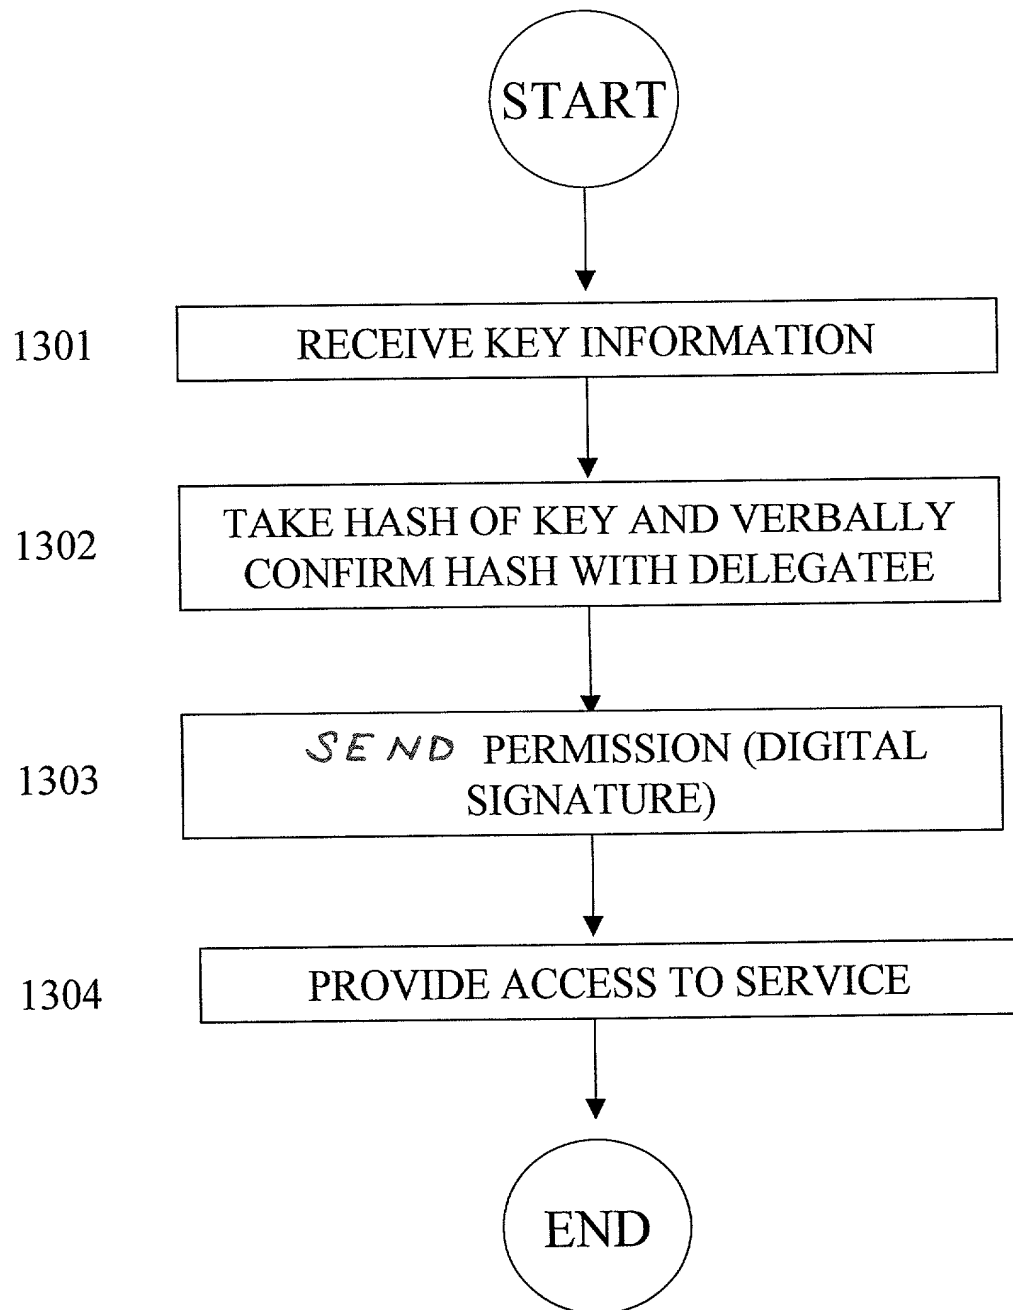 START
1301
RECEIVE KEY INFORMATION
1302
TAKE HASH OF KEY AND VERBALLY
CONFIRM HASH WITH DELEGATEE
1303
SEND PERMISSION (DIGITAL
SIGNATURE)
1304
PROVIDE ACCESS TO SERVICE
END